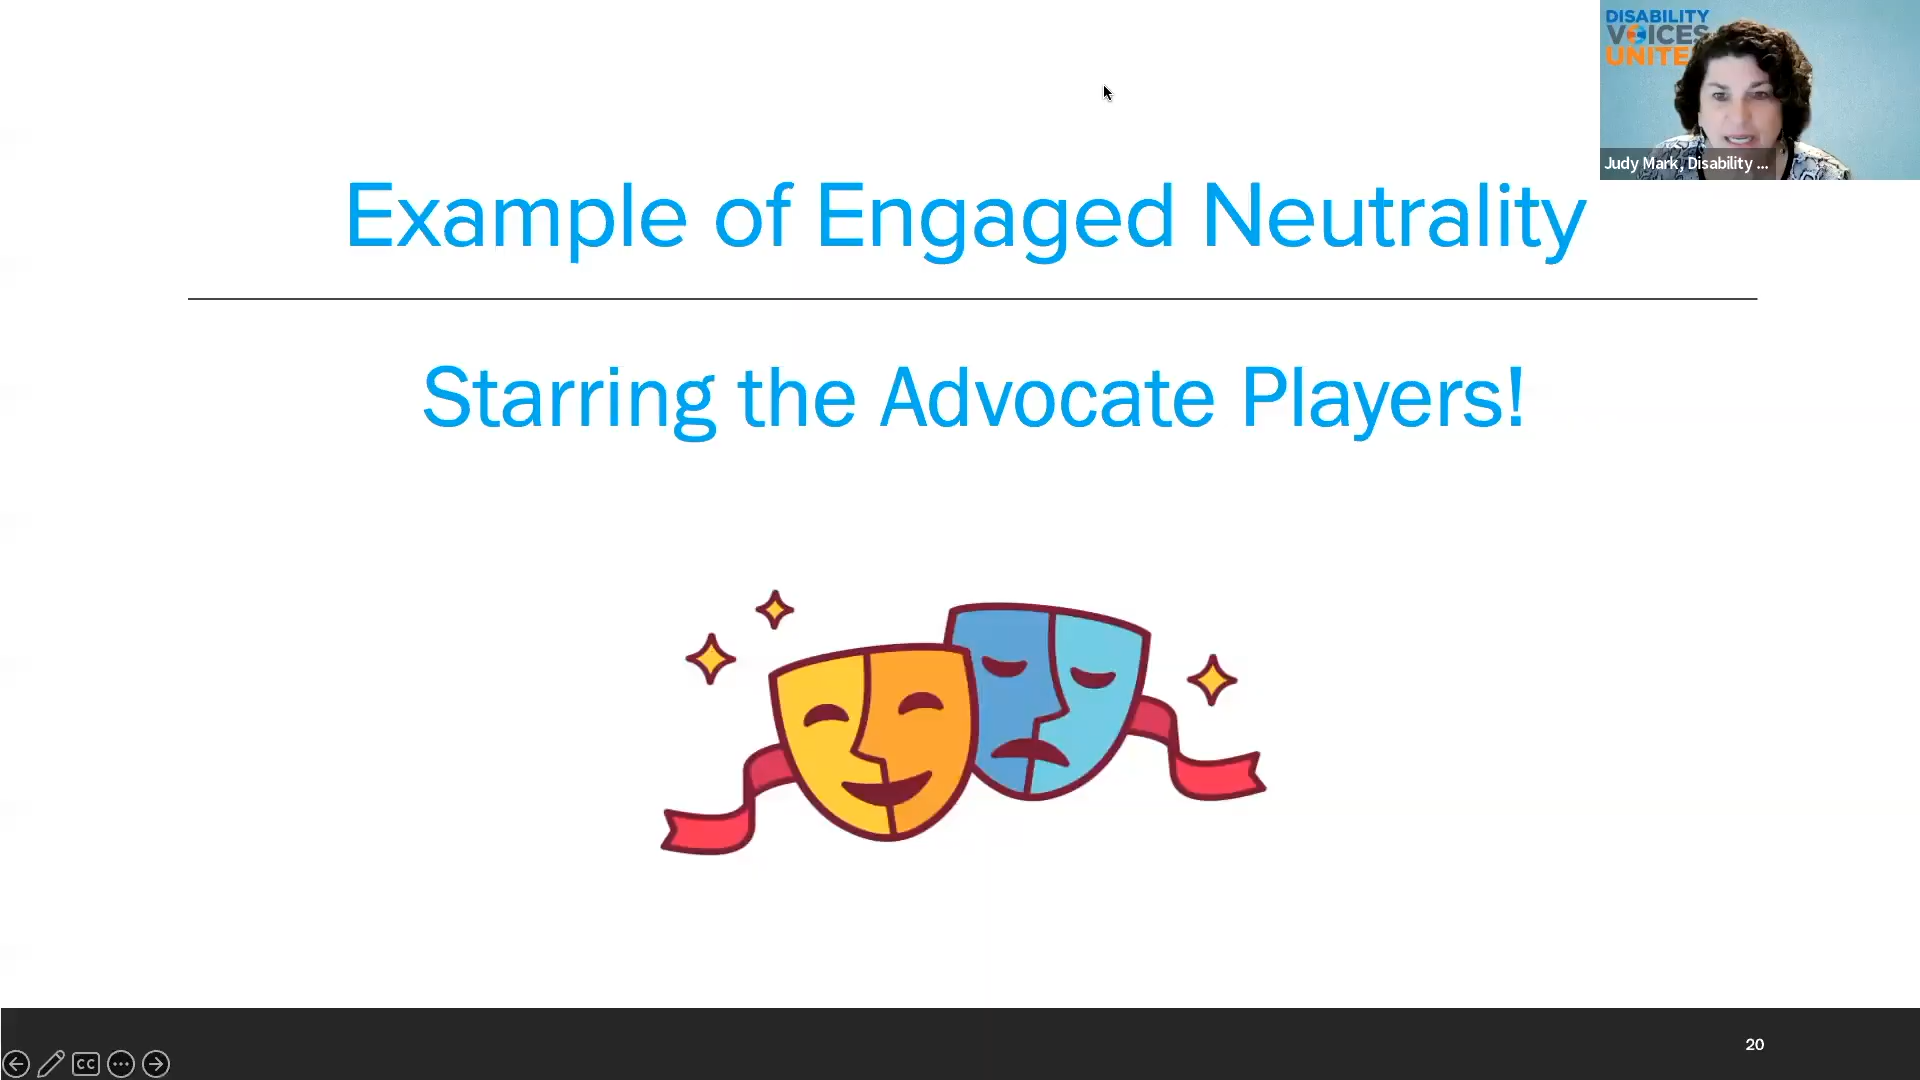 DISABILITY
VOICES
UNITE
Judy Mark, Disability ...
Example of Engaged Neutrality
Starring the Advocate Players!
CC
20